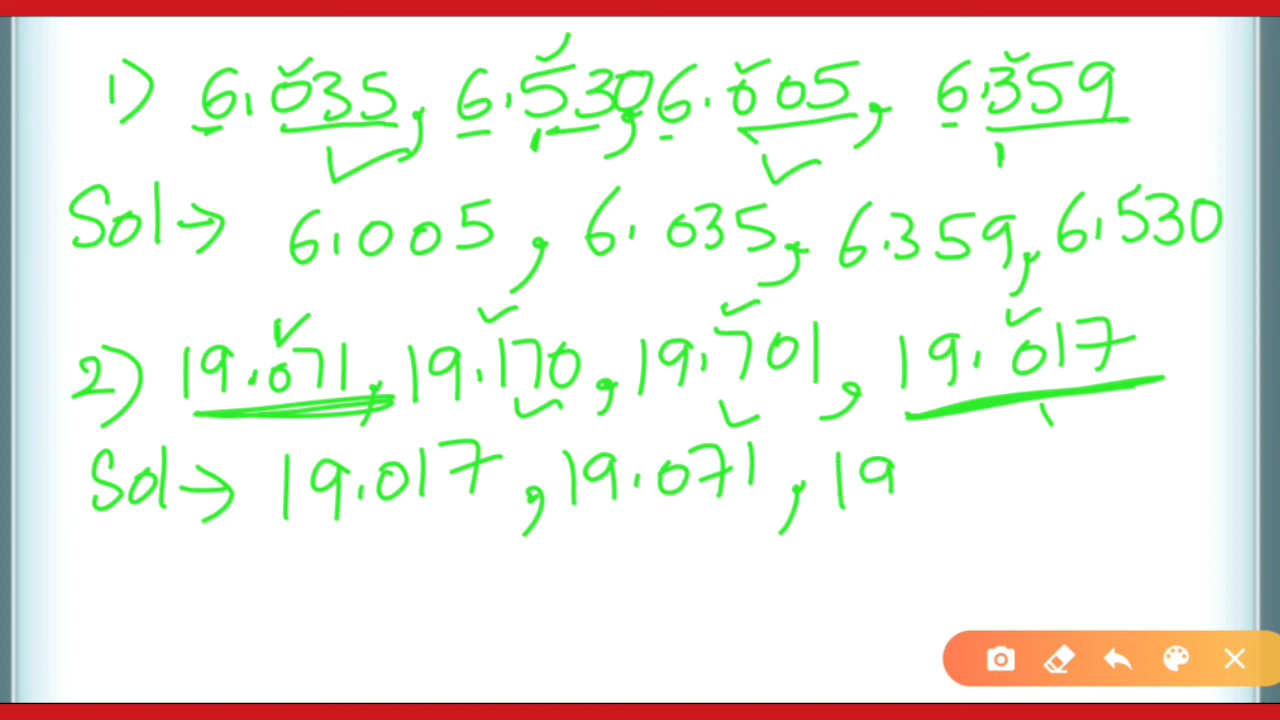 1) 6.035, 6.530, 6.005, 6.359
Sol→ 6.005, 6.035, 6.359, 6.530
2) 19.071, 19.170, 19.701, 19.017
Sol→ 19.017, 19.071, 19